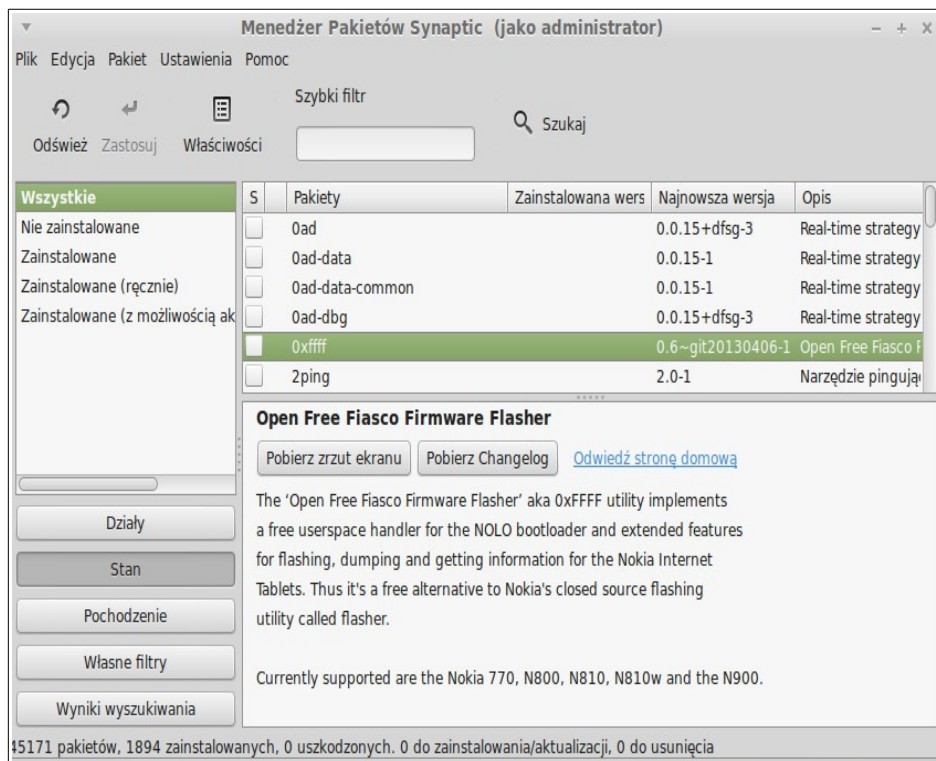 Menedżer Pakietów Synaptic (jako administrator)
Plik Edycja Pakiet Ustawienia Pomoc
Szybki filtr
Odśwież Zastosuj Właściwości Szukaj
Wszystkie
Nie zainstalowane
Zainstalowane
Zainstalowane (ręcznie)
Zainstalowane (z możliwością ak
S Pakiety Zainstalowana wers Najnowsza wersja Opis
0ad 0.0.15+dfsg-3 Real-time strategy
0ad-data 0.0.15-1 Real-time strategy
0ad-data-common 0.0.15-1 Real-time strategy
0ad-dbg 0.0.15+dfsg-3 Real-time strategy
0xffff 0.6~git20130406-1 Open Free Fiasco F
2ping 2.0-1 Narzędzie pingując
Open Free Fiasco Firmware Flasher
Pobierz zrzut ekranu Pobierz Changelog Odwiedź stronę domową
The ‘Open Free Fiasco Firmware Flasher’ aka 0xFFFF utility implements
a free userspace handler for the NOLO bootloader and extended features
for flashing, dumping and getting information for the Nokia Internet
Tablets. Thus it's a free alternative to Nokia's closed source flashing
utility called flasher.
Currently supported are the Nokia 770, N800, N810, N810w and the N900.
Działy
Stan
Pochodzenie
Własne filtry
Wyniki wyszukiwania
45171 pakietów, 1894 zainstalowanych, 0 uszkodzonych. 0 do zainstalowania/aktualizacji, 0 do usunięcia